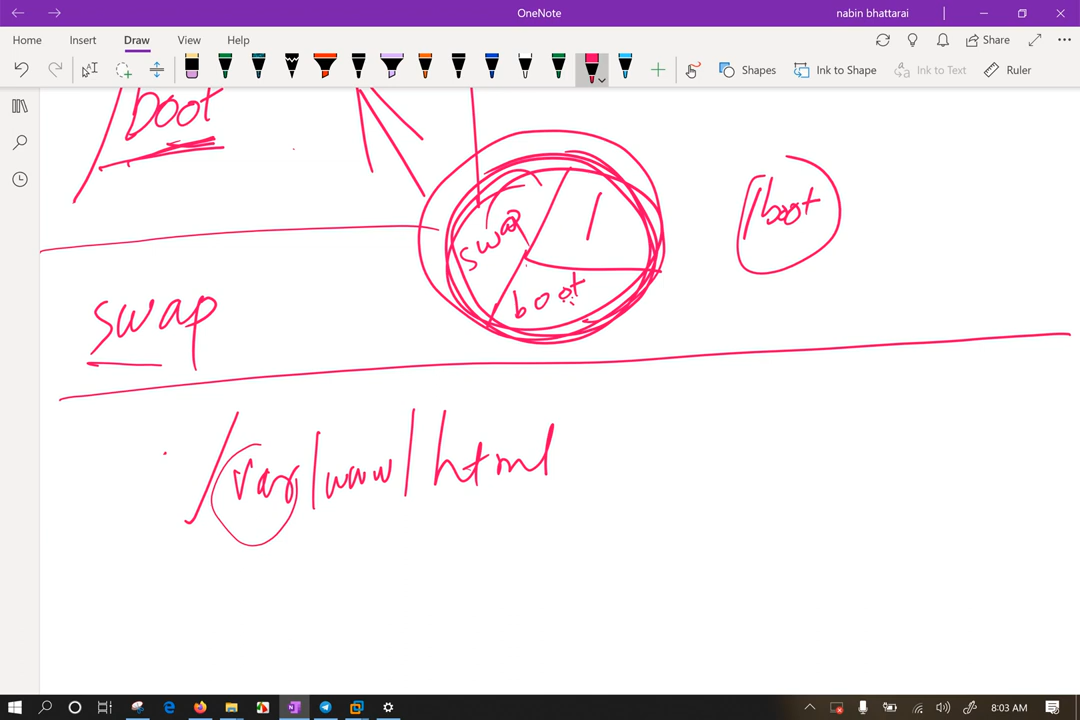 OneNote
nabin bhattarai
Home Insert Draw View Help
Share
Shapes Ink to Shape Ink to Text Ruler
/boot
swap /
boot
/boot
swap
/var/www/html
8:03 AM